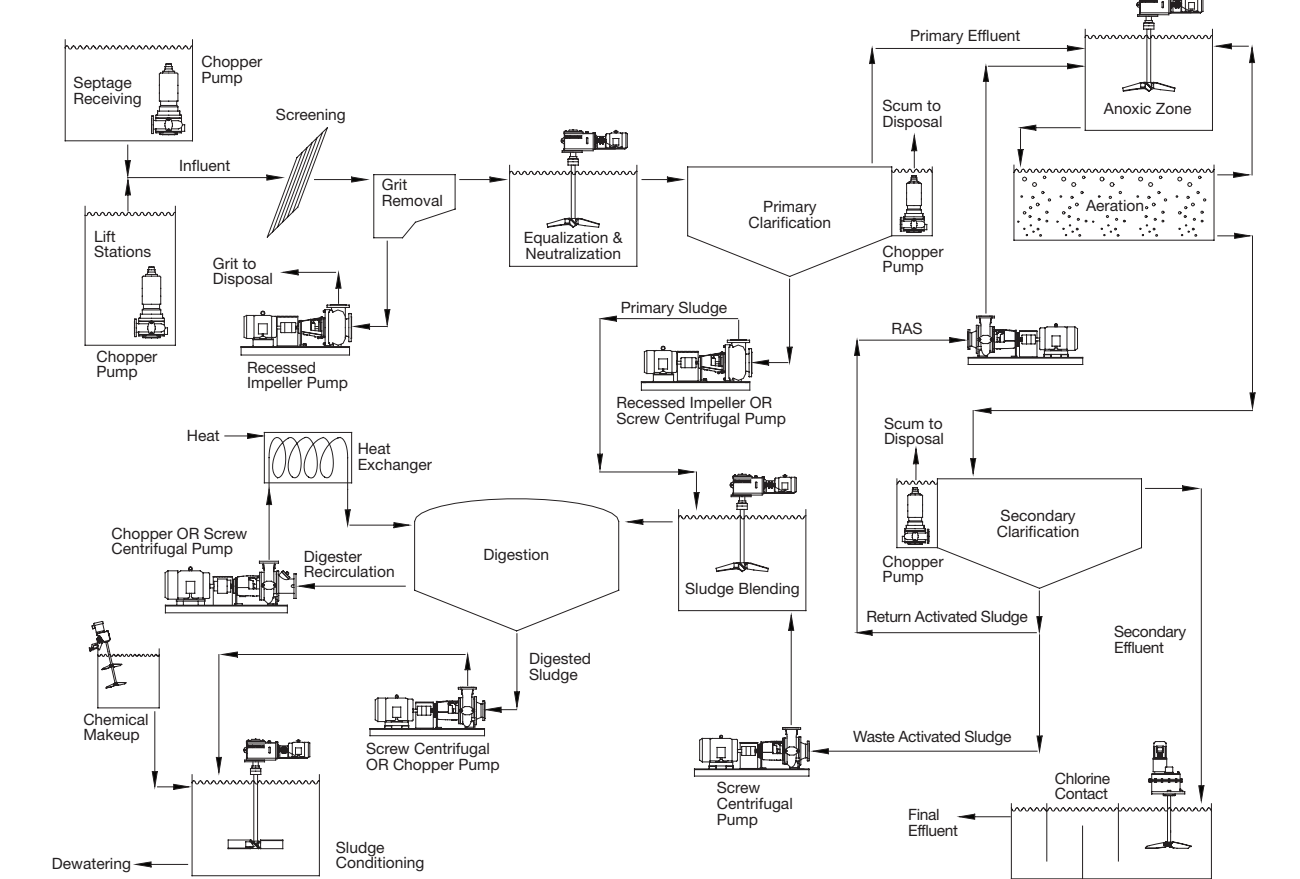 Primary Effluent
Chopper
Pump
Septage
Receiving
Scum to
Disposal
Anoxic Zone
Screening
Influent
Grit
Removal
Primary
Clarification
Aeration
Lift
Stations
Equalization &
Neutralization
Chopper
Pump
Grit to
Disposal
Primary Sludge
RAS
Chopper
Pump
Recessed
Impeller Pump
Recessed Impeller OR
Screw Centrifugal Pump
Scum to
Disposal
Heat
Heat
Exchanger
Secondary
Clarification
Chopper OR Screw
Centrifugal Pump
Digester
Recirculation
Digestion
Chopper
Pump
Sludge Blending
Return Activated Sludge
Secondary
Effluent
Digested
Sludge
Chemical
Makeup
Waste Activated Sludge
Screw Centrifugal
OR Chopper Pump
Screw
Centrifugal
Pump
Chlorine
Contact
Final
Effluent
Sludge
Conditioning
Dewatering